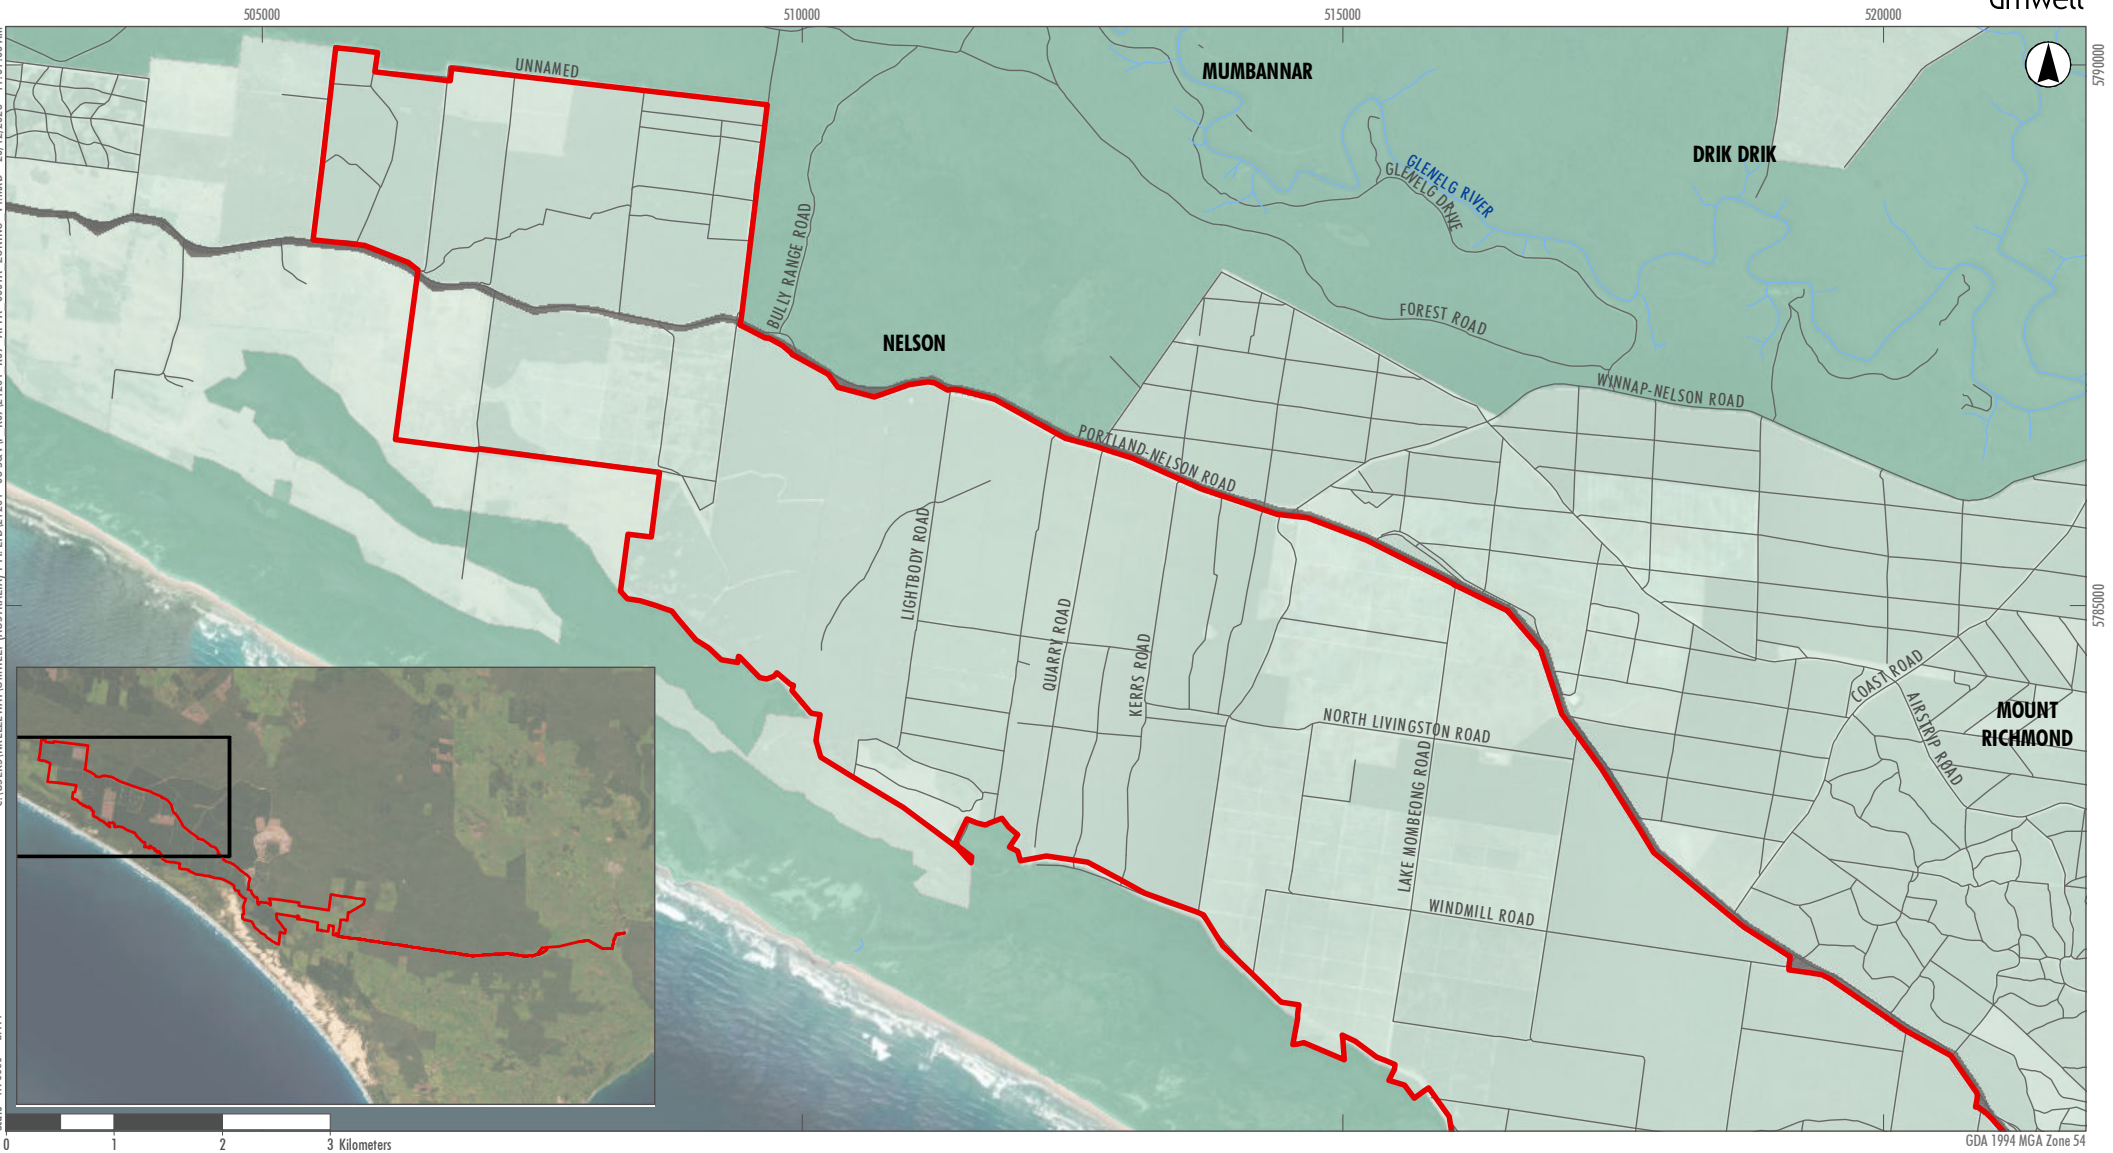 505000
510000
515000
520000
5790000
UNNAMED
MUMBANNAR
DRIK DRIK
GLENELG RIVER
GLENELG DRIVE
BULLY RANGE ROAD
FOREST ROAD
NELSON
WINNAP-NELSON ROAD
PORTLAND-NELSON ROAD
LIGHTBODY ROAD
QUARRY ROAD
KERRS ROAD
5785000
COAST ROAD
AIRSTRIP ROAD
MOUNT
RICHMOND
NORTH LIVINGSTON ROAD
LAKE MOMBEONG ROAD
WINDMILL ROAD
0
1
2
3 Kilometers
GDA 1994 MGA Zone 54